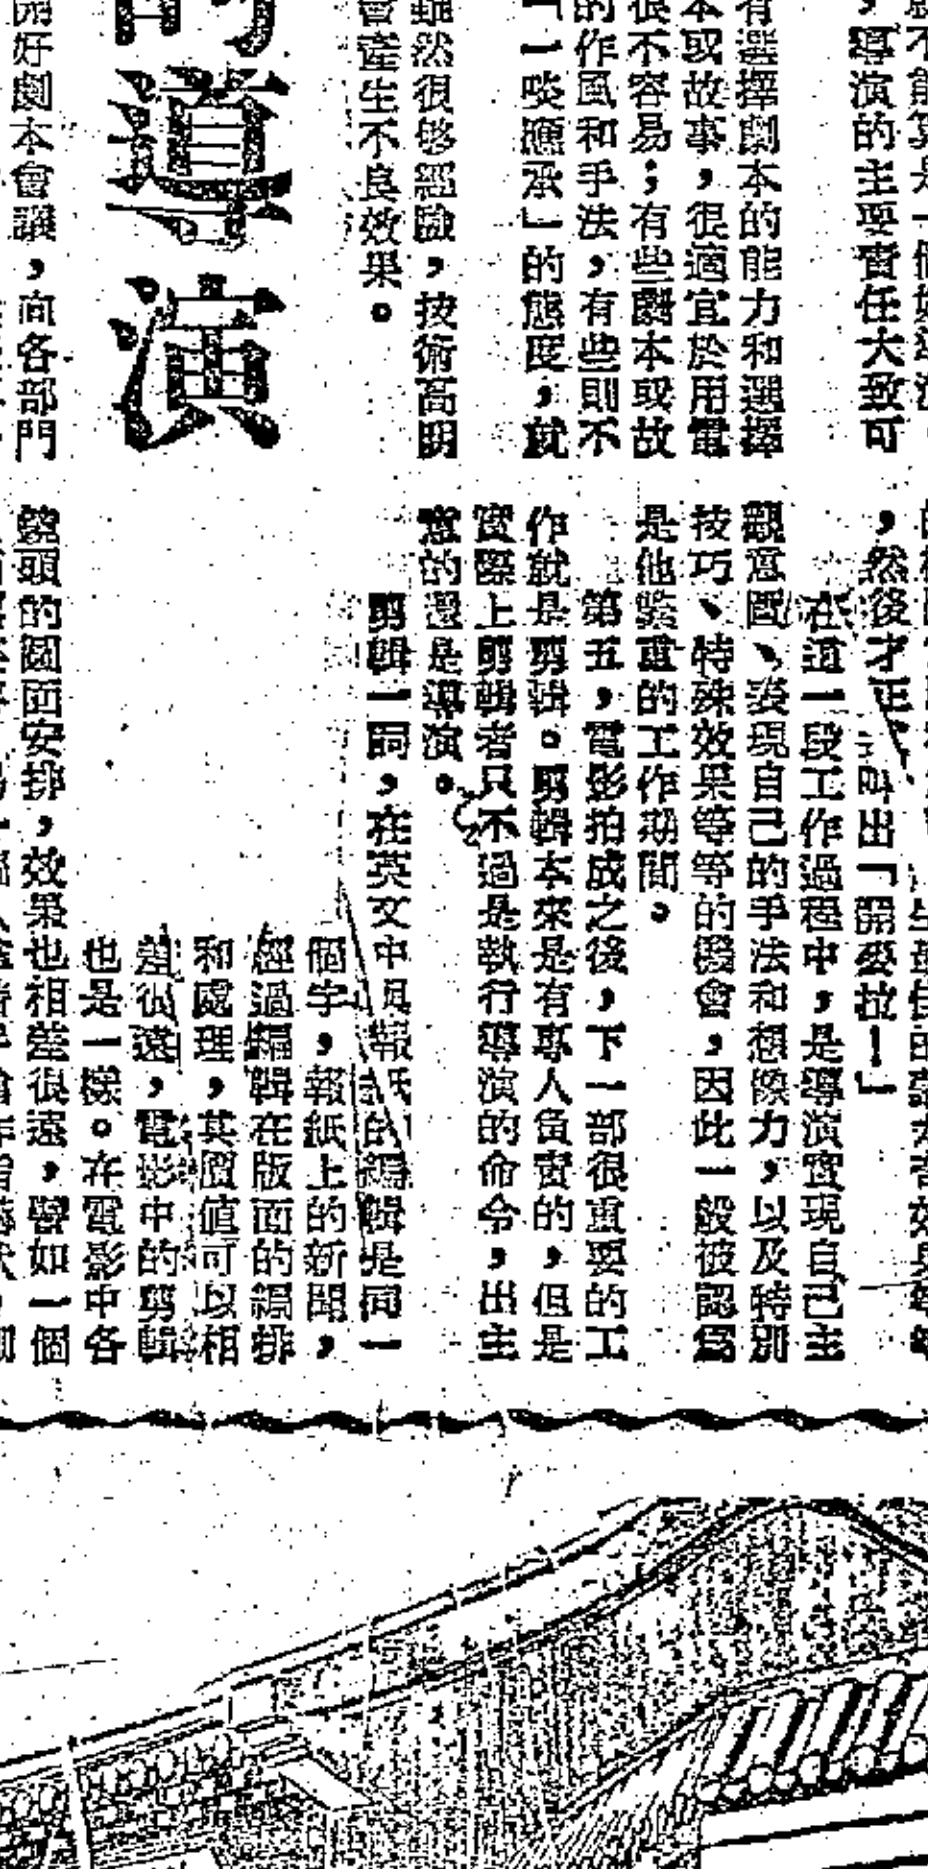 ，導演的主要責任大致可
有選擇劇本的能力和選擇
本或故事，很適宜於用電
很不容易；有些劇本或故
的作風和手法，有些則不
「一啖應承」的態度，就
雖然很够經驗，技術高明
會產生不良效果。
的導演
開好劇本會議，向各部門
，然後才正式叫出「開麥拉！」
在這一段工作過程中，是導演實現自己主
觀意圖、表現自己的手法和想像力，以及特別
技巧、特殊效果等等的機會，因此一般被認爲
是他繁重的工作期間。
第五，電影拍成之後，下一部很重要的工
作就是剪輯。剪輯本來是有專人負責的，但是
實際上剪輯者只不過是執行導演的命令，出主
意的還是導演。
剪輯一詞，在英文中與報紙的編輯是同一
個字，報紙上的新聞，
經過編輯在版面的編排
和處理，其價值可以相
差很遠，電影中的剪輯
也是一樣。在電影中各
鏡頭的圖面安排，效果也相差很遠，譬如一個